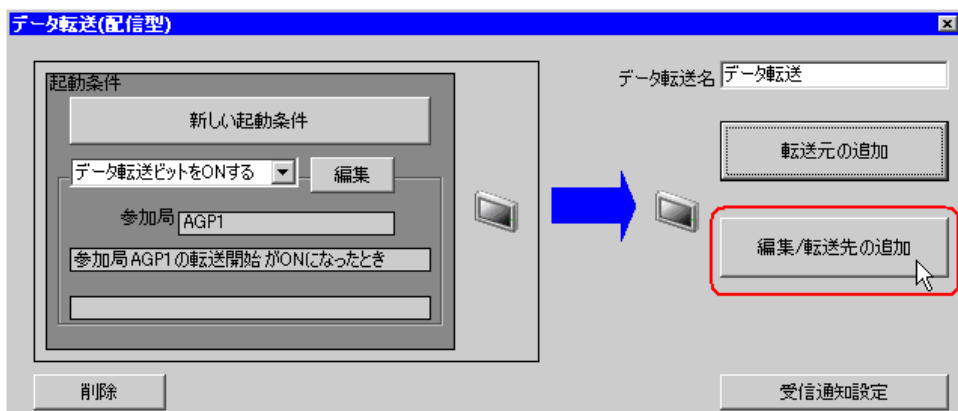 データ転送(配信型)
データ転送名 データ転送
起動条件
新しい起動条件
転送元の追加
データ転送ビットをONする 編集
参加局 AGP1
編集/転送先の追加
参加局 AGP1 の転送開始 がONになったとき
削除
受信通知設定